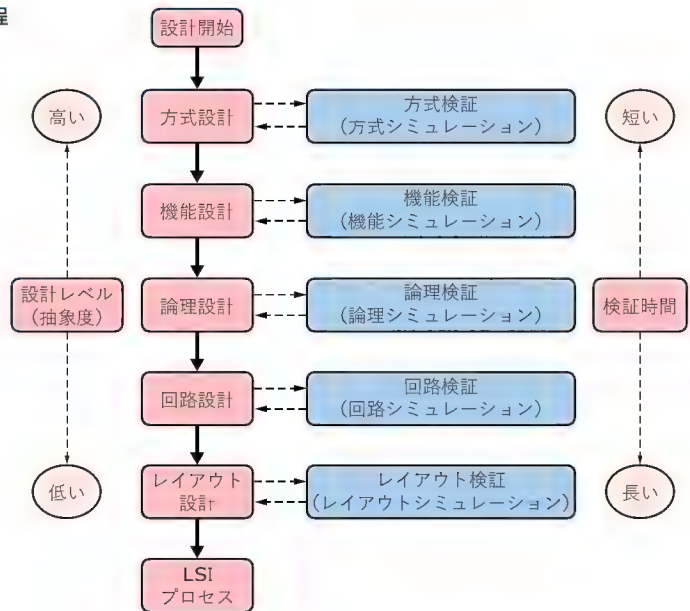 程
設計開始
高い
方式設計
方式検証
(方式シミュレーション)
短い
機能設計
機能検証
(機能シミュレーション)
設計レベル
(抽象度)
論理設計
論理検証
(論理シミュレーション)
検証時間
回路設計
回路検証
(回路シミュレーション)
低い
レイアウト
設計
レイアウト検証
(レイアウトシミュレーション)
長い
LSI
プロセス